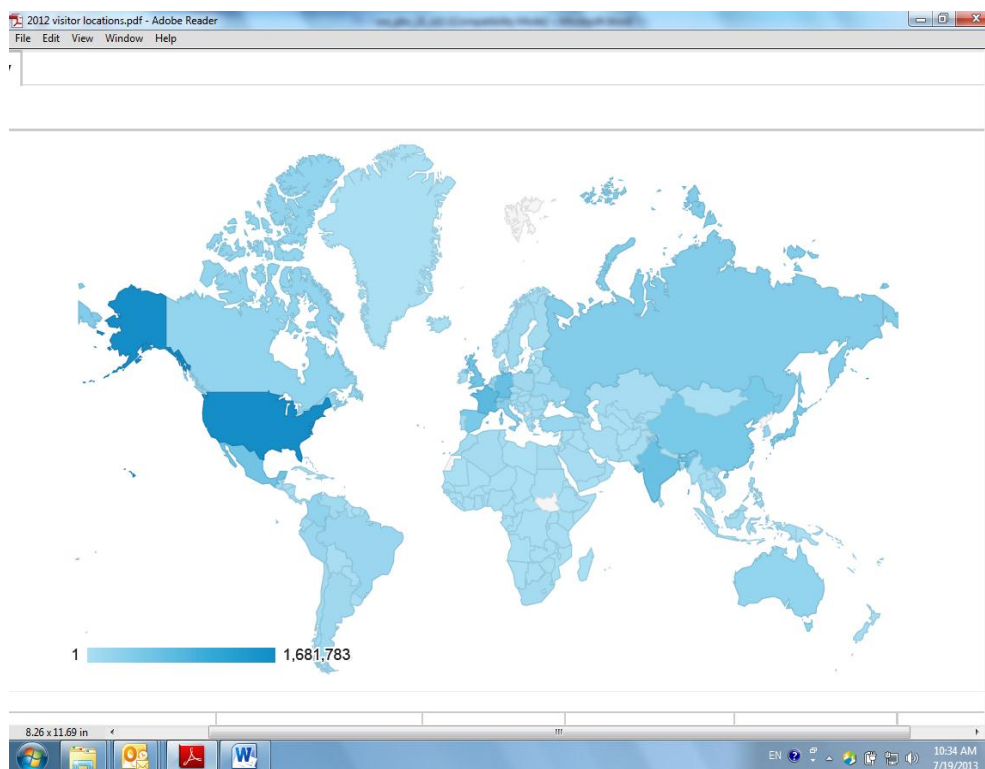 2012 visitor locations.pdf - Adobe Reader
File Edit View Window Help
1 1,681,783
8.26 x 11.69 in
EN
10:34 AM
7/19/2013